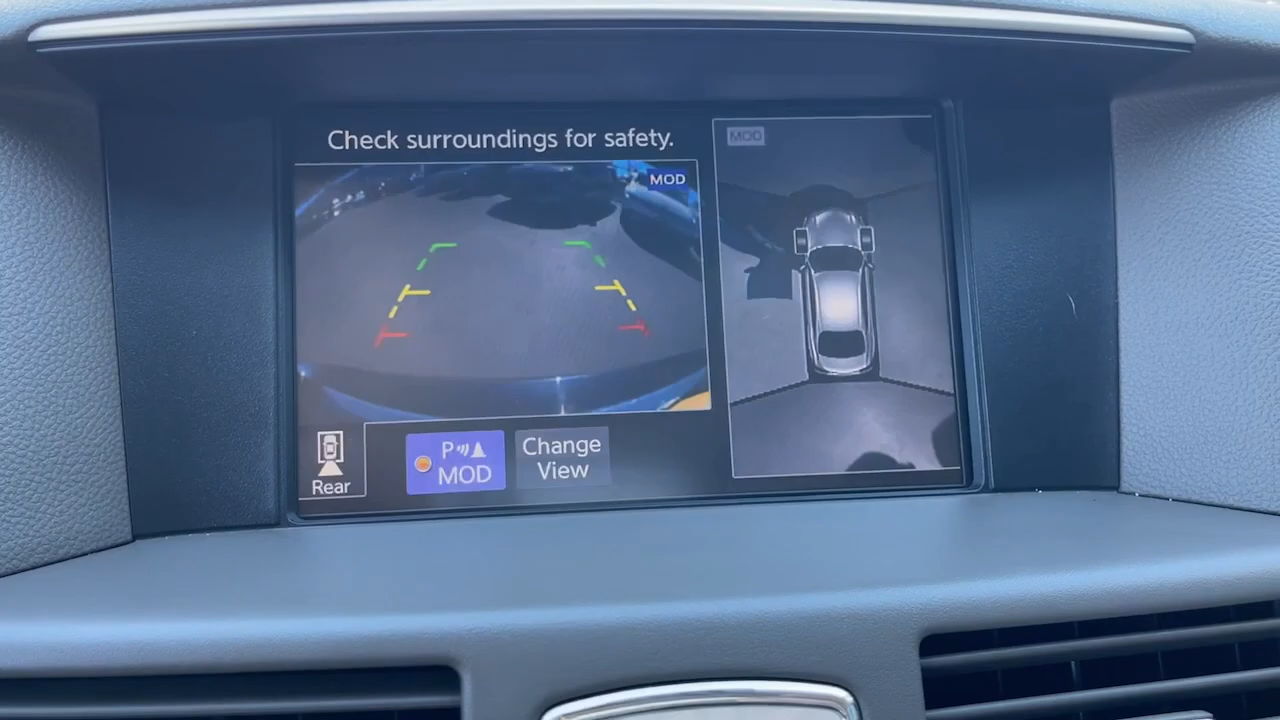 Check surroundings for safety.
MOD
MOD
Rear
P
MOD
Change
View